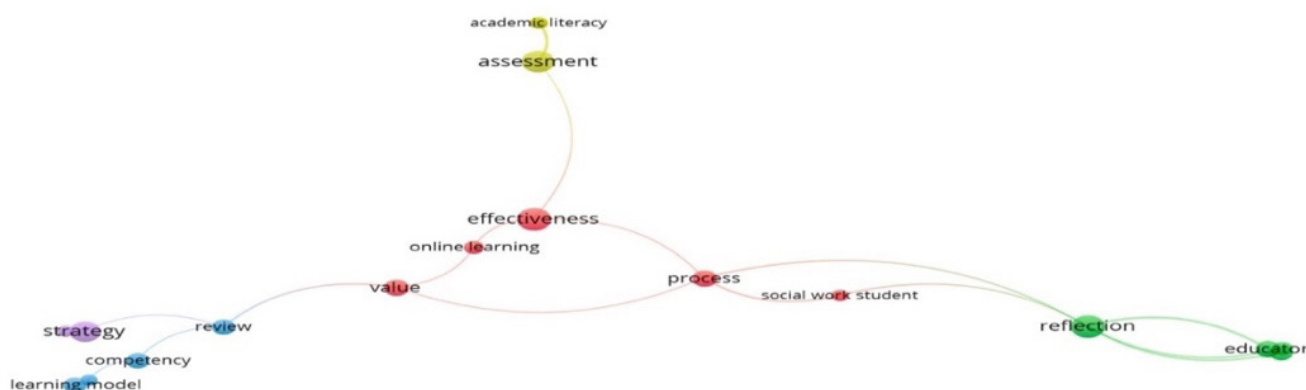 academic literacy
assessment
effectiveness
online learning
process
value
social work student
review
reflection
strategy
educator
competency
learning model